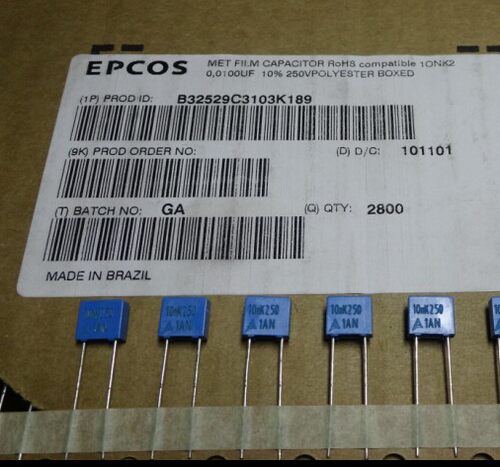 EPCOS
MET FILM CAPACITOR RoHS compatible 10NK2
0,0100UF 10% 250VPOLYESTER BOXED
(1P) PROD ID: B32529C3103K189
(9K) PROD ORDER NO: (D) D/C: 101101
(T) BATCH NO: GA (Q) QTY: 2800
MADE IN BRAZIL
10nK250
1AN
10nK250
1AN
10nK250
1AN
10nK250
1AN